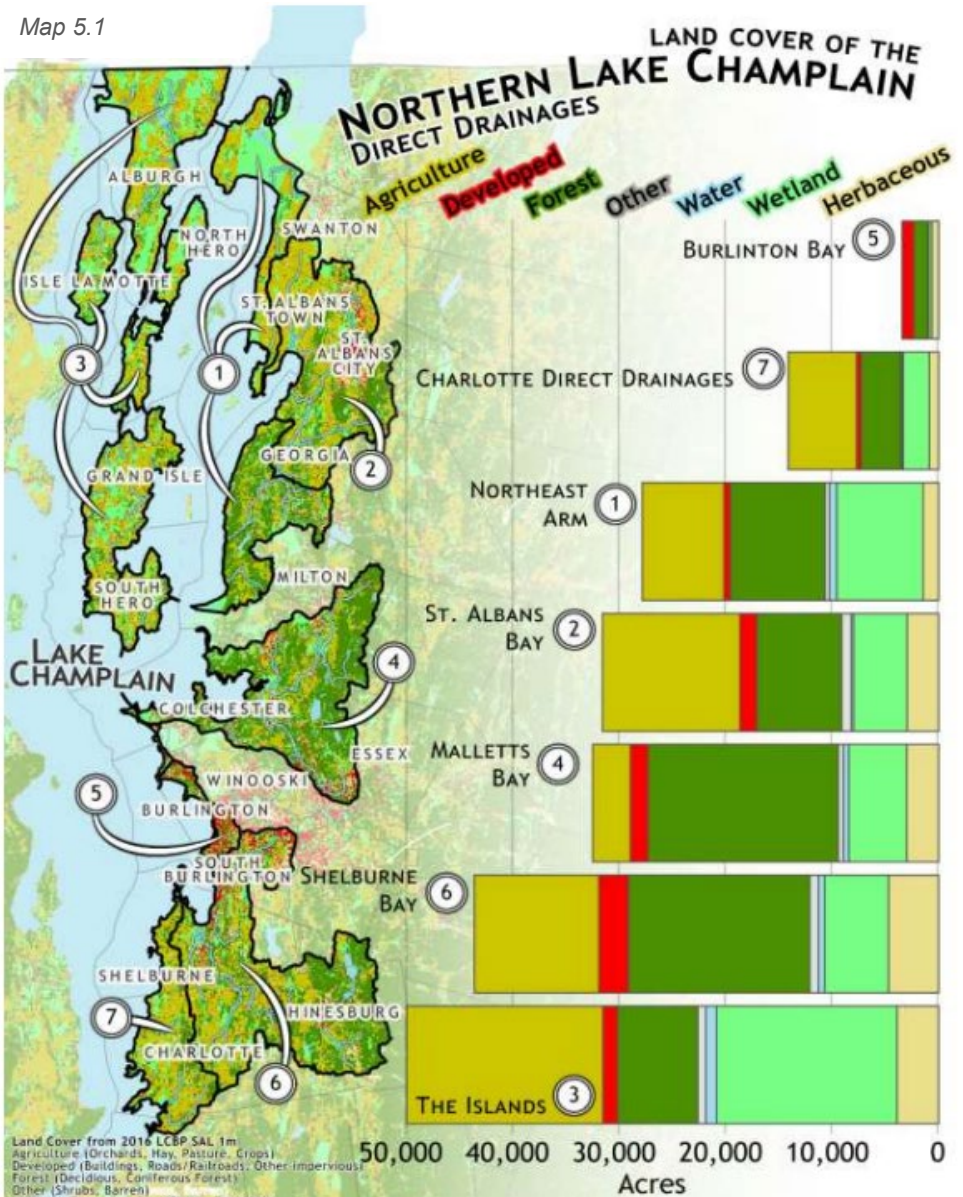 Map 5.1
LAND COVER OF THE
NORTHERN LAKE CHAMPLAIN
DIRECT DRAINAGES
Agriculture
Developed
Forest
Other
Water
Wetland
Herbaceous
ALBURGH
NORTH
HERO
SWANTON
ISLE LA MOTTE
ST. ALBANS
TOWN
ST.
ALBANS
CITY
3
1
GEORGIA
2
GRAND ISLE
MILTON
SOUTH
HERO
LAKE
CHAMPLAIN
4
COLCHESTER
ESSEX
WINOOSKI
5
BURLINGTON
SOUTH
BURLINGTON
SHELBURNE
HINESBURG
7
CHARLOTTE
6
BURLINTON BAY 5
CHARLOTTE DIRECT DRAINAGES 7
NORTHEAST
ARM 1
ST. ALBANS
BAY 2
MALLETTS
BAY 4
SHELBURNE
BAY 6
THE ISLANDS 3
50,000 40,000 30,000 20,000 10,000 0
Acres
Land Cover from 2016 LCBP SAL 1m
Agriculture (Orchards, Hay, Pasture, Crops)
Developed (Buildings, Roads/Railroads, Other impervious)
Forest (Decidious, Coniferous Forest)
Other (Shrubs, Barren)